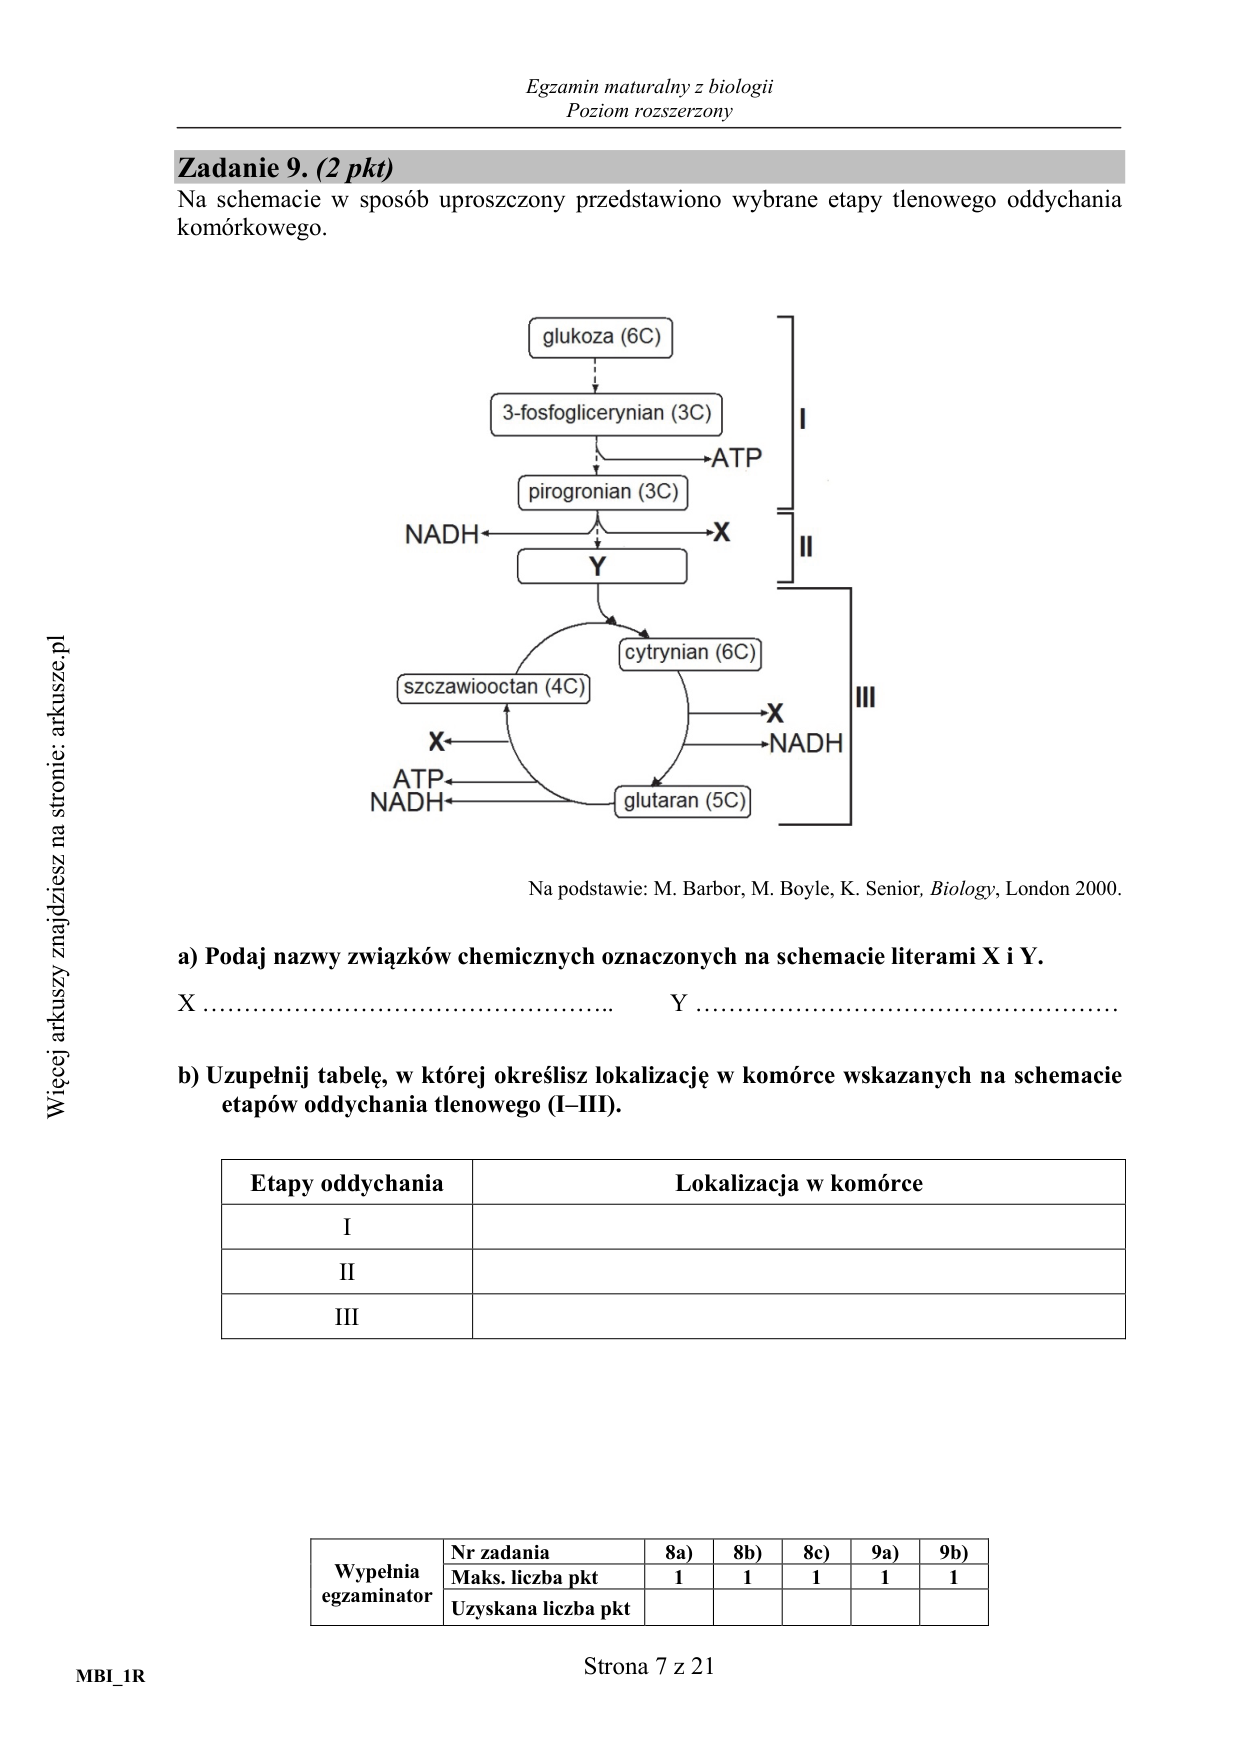 Egzamin maturalny z biologii
Poziom rozszerzony
Zadanie 9. (2 pkt)
Na schemacie w sposób uproszczony przedstawiono wybrane etapy tlenowego oddychania
komórkowego.
glukoza (6C)
3-fosfoglicerynian (3C)
I
ATP
pirogronian (3C)
NADH
X
II
Y
cytrynian (6C)
szczawiooctan (4C)
III
X
X
NADH
ATP
NADH
glutaran (5C)
Na podstawie: M. Barbor, M. Boyle, K. Senior, Biology, London 2000.
a) Podaj nazwy związków chemicznych oznaczonych na schemacie literami X i Y.
X ………………………………………….. Y ……………………………………………
b) Uzupełnij tabelę, w której określisz lokalizację w komórce wskazanych na schemacie
etapów oddychania tlenowego (I–III).
Etapy oddychania Lokalizacja w komórce
I
II
III
Wypełnia
egzaminator
Nr zadania 8a) 8b) 8c) 9a) 9b)
Maks. liczba pkt 1 1 1 1 1
Uzyskana liczba pkt
Strona 7 z 21
MBI_1R
Więcej arkuszy znajdziesz na stronie: arkusze.pl